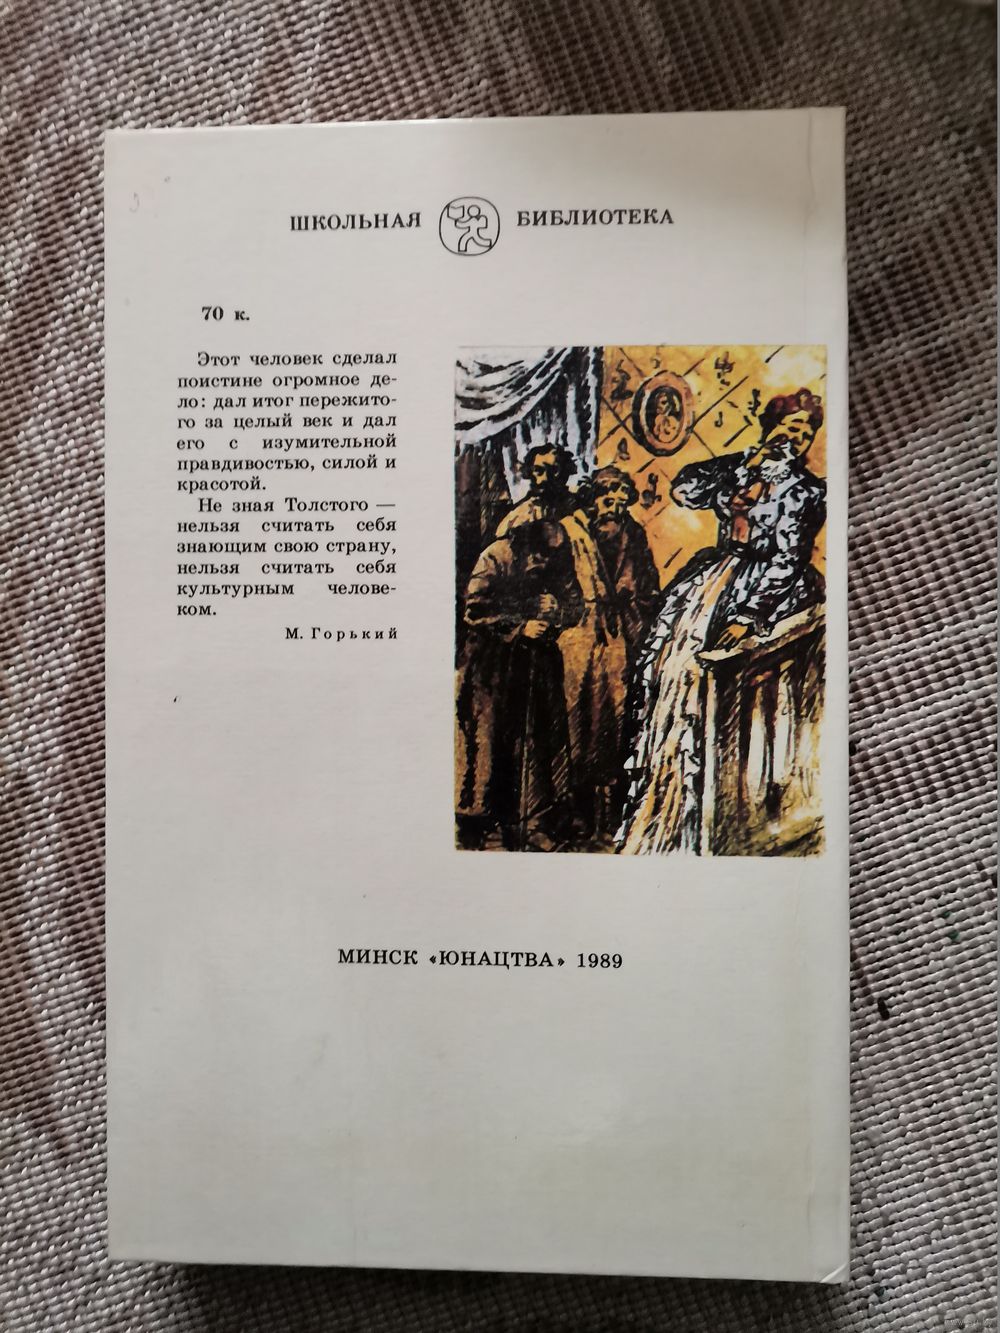 ШКОЛЬНАЯ БИБЛИОТЕКА
70 к.
Этот человек сделал
поистине огромное де-
ло: дал итог пережито-
го за целый век и дал
его с изумительной
правдивостью, силой и
красотой.
Не зная Толстого —
нельзя считать себя
знающим свою страну,
нельзя считать себя
культурным челове-
ком.
М. Горький
МИНСК «ЮНАЦТВА» 1989